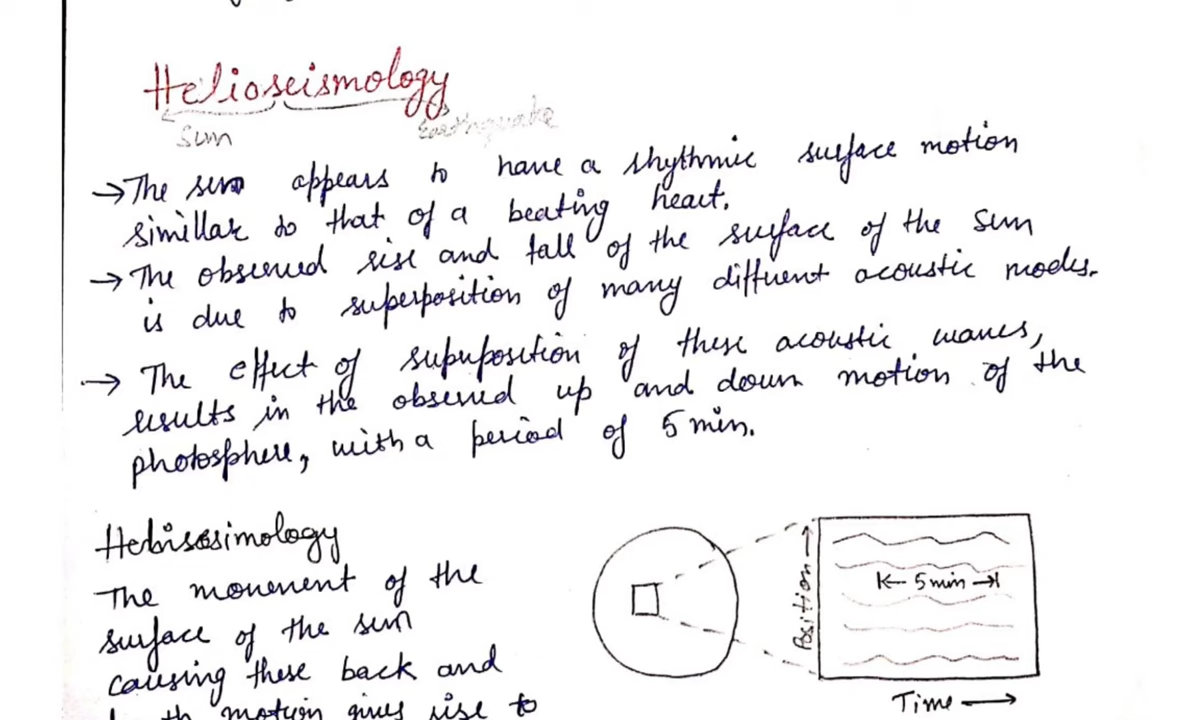 Helioseismology
Sun Earthquake
→ The sun appears to have a rhythmic surface motion
simillar to that of a beating heart.
→ The observed rise and fall of the surface of the sun
is due to superposition of many different acoustic modes.
→ The effect of superposition of these acoustic waves,
results in the observed up and down motion of the
photosphere, with a period of 5 min.
The movement of the
surface of the sun
causing these back and
motion gives rise to
Position →
5 min
Time →